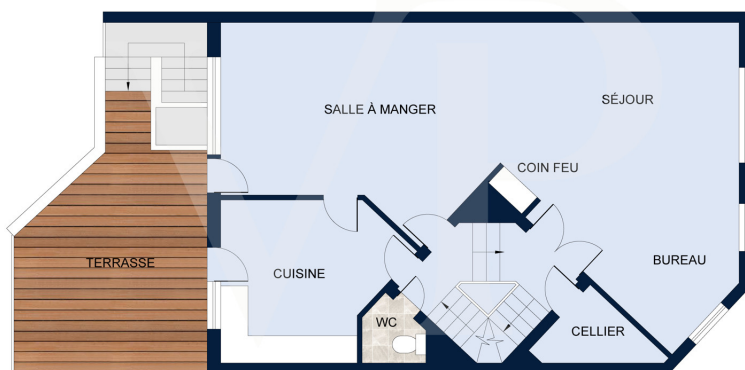 SÉJOUR
SALLE À MANGER
COIN FEU
TERRASSE
CUISINE
BUREAU
WC
CELLIER